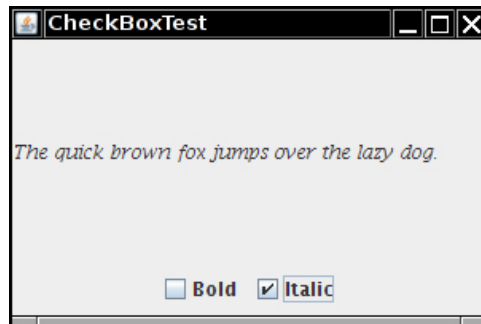 CheckBoxTest
The quick brown fox jumps over the lazy dog.
Bold Italic